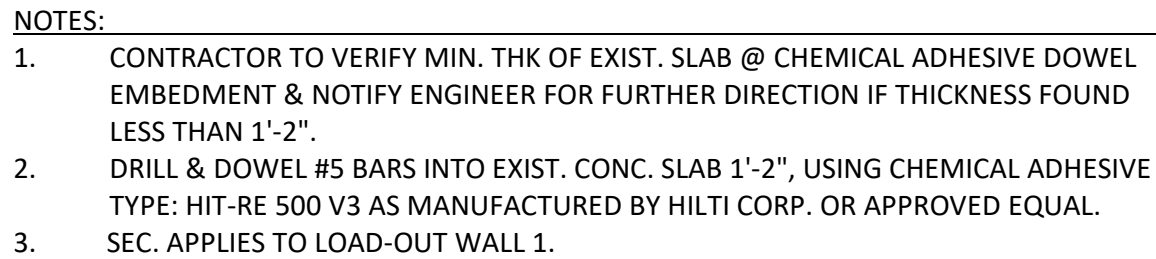 NOTES:
1. CONTRACTOR TO VERIFY MIN. THK OF EXIST. SLAB @ CHEMICAL ADHESIVE DOWEL
EMBEDMENT & NOTIFY ENGINEER FOR FURTHER DIRECTION IF THICKNESS FOUND
LESS THAN 1'-2".
2. DRILL & DOWEL #5 BARS INTO EXIST. CONC. SLAB 1'-2", USING CHEMICAL ADHESIVE
TYPE: HIT-RE 500 V3 AS MANUFACTURED BY HILTI CORP. OR APPROVED EQUAL.
3. SEC. APPLIES TO LOAD-OUT WALL 1.